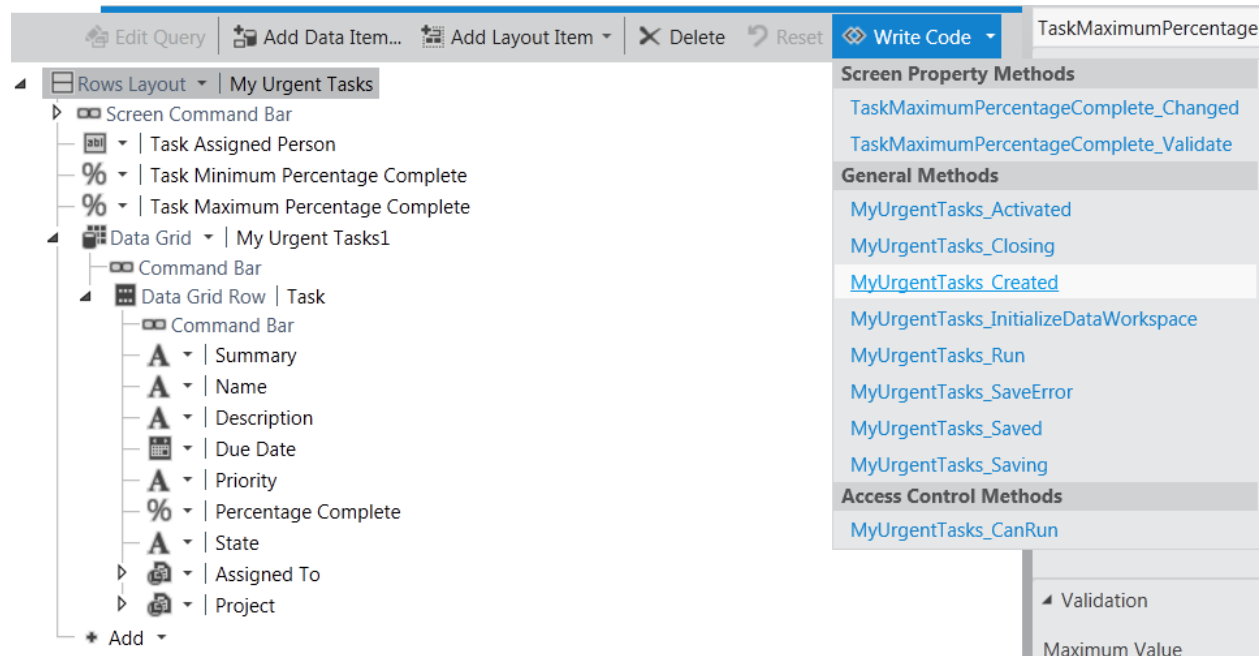 Edit Query Add Data Item... Add Layout Item Delete Reset Write Code TaskMaximumPercentage
Rows Layout My Urgent Tasks
Screen Command Bar
abl Task Assigned Person
% Task Minimum Percentage Complete
% Task Maximum Percentage Complete
Data Grid My Urgent Tasks1
Command Bar
Data Grid Row Task
Command Bar
A Summary
A Name
A Description
Due Date
A Priority
% Percentage Complete
A State
Assigned To
Project
+ Add
Screen Property Methods
TaskMaximumPercentageComplete_Changed
TaskMaximumPercentageComplete_Validate
General Methods
MyUrgentTasks_Activated
MyUrgentTasks_Closing
MyUrgentTasks_Created
MyUrgentTasks_InitializeDataWorkspace
MyUrgentTasks_Run
MyUrgentTasks_SaveError
MyUrgentTasks_Saved
MyUrgentTasks_Saving
Access Control Methods
MyUrgentTasks_CanRun
Validation
Maximum Value